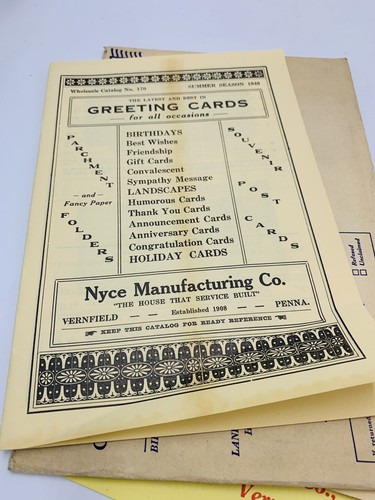 Wholesale Catalog No. 170 SUMMER SEASON 1940
THE LATEST AND BEST IN
GREETING CARDS
— for all occasions —
PARCHMENT
— and —
Fancy Paper
FOLDERS
BIRTHDAYS
Best Wishes
Friendship
Gift Cards
Convalescent
Sympathy Message
LANDSCAPES
Humorous Cards
Thank You Cards
Announcement Cards
Anniversary Cards
Congratulation Cards
HOLIDAY CARDS
SOUVENIR
POST
CARDS
Nyce Manufacturing Co.
"THE HOUSE THAT SERVICE BUILT"
VERNFIELD — — Established 1908 — — PENNA.
KEEP THIS CATALOG FOR READY REFERENCE
Refused
Unclaimed
If returned